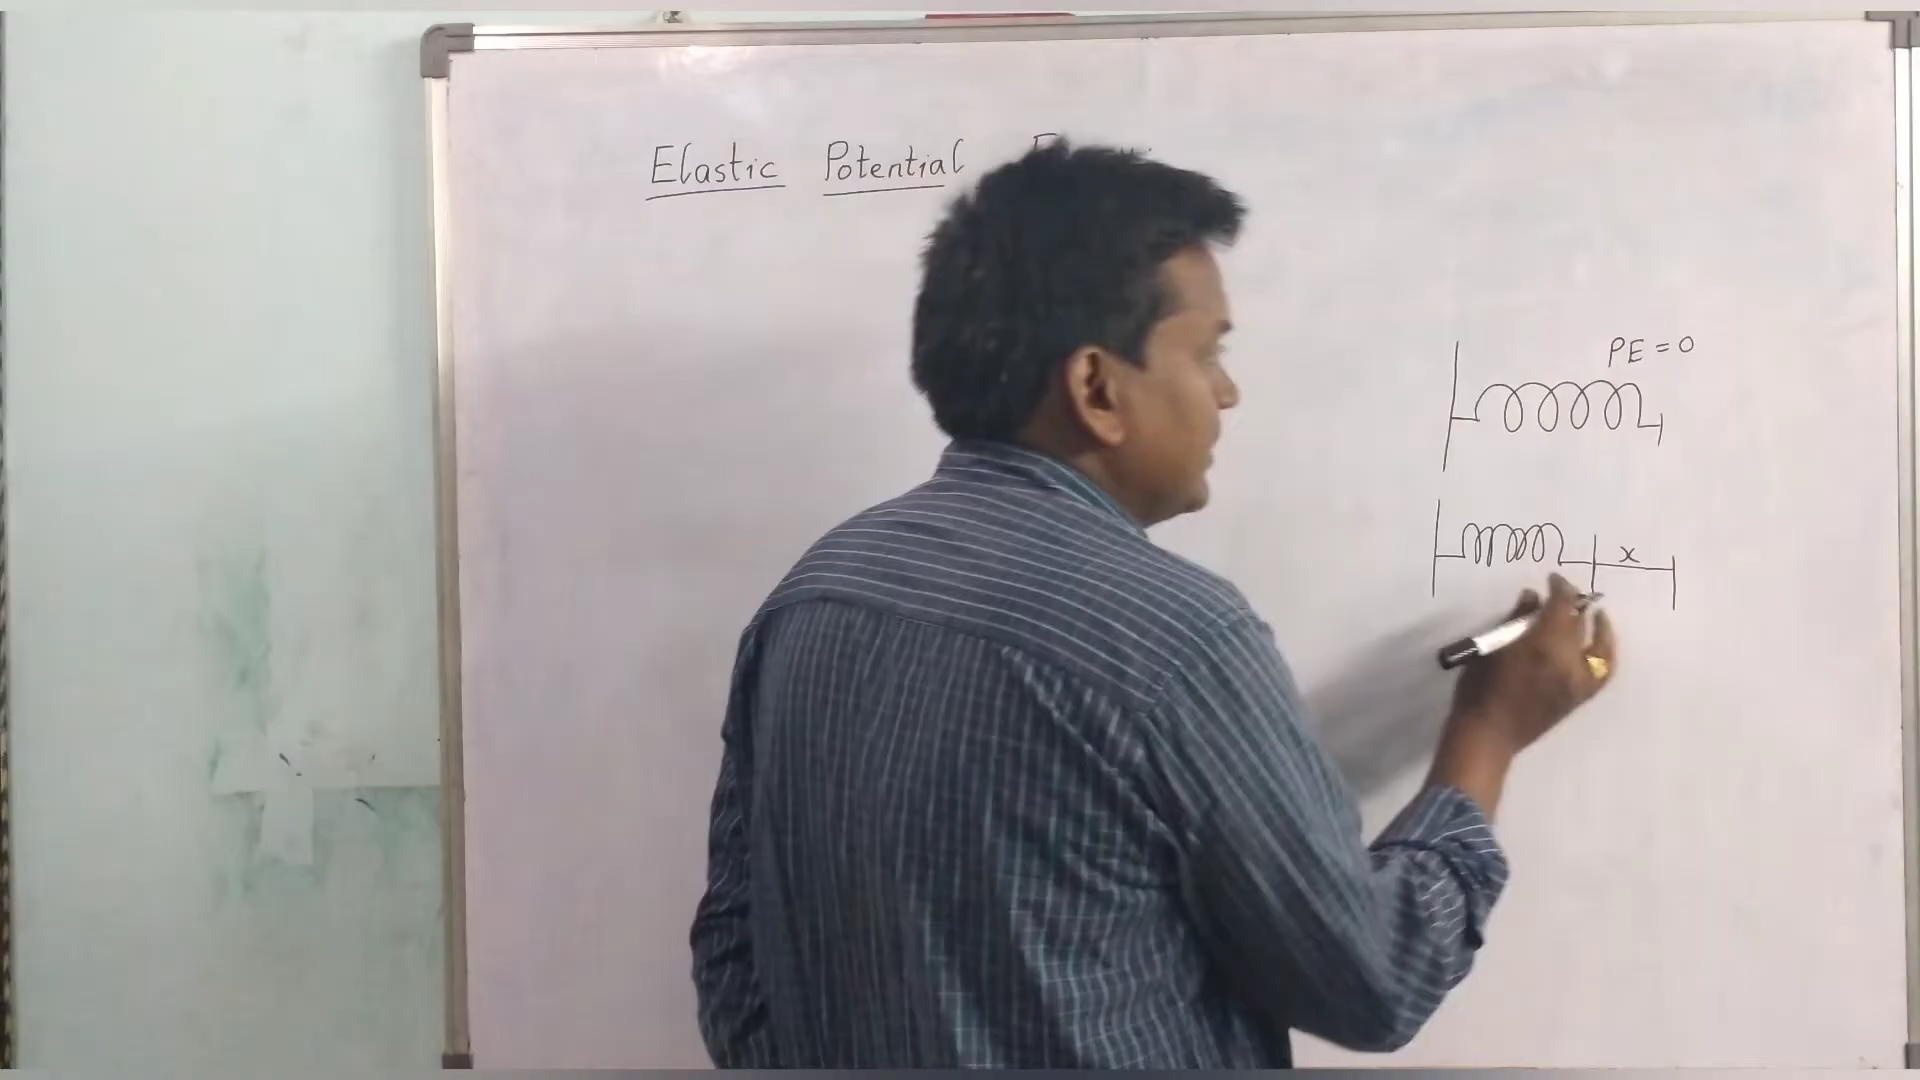 Elastic Potential
PE = 0
x